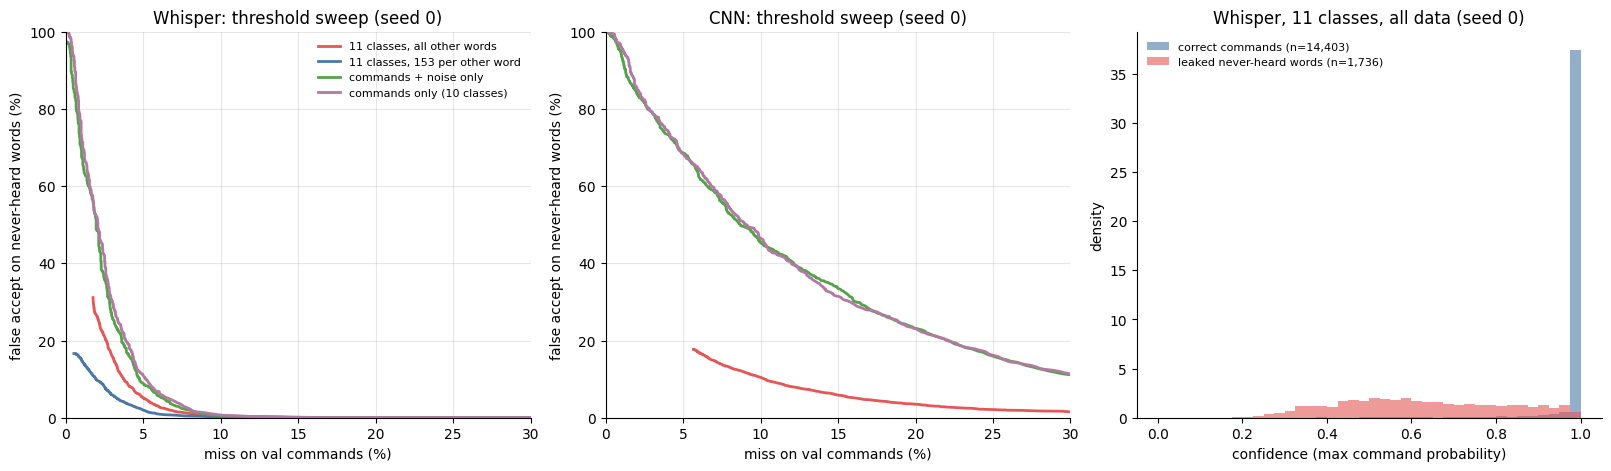 Whisper: threshold sweep (seed 0)
false accept on never-heard words (%)
100
80
60
40
20
0
11 classes, all other words
11 classes, 153 per other word
commands + noise only
commands only (10 classes)
0 5 10 15 20 25 30
miss on val commands (%)
CNN: threshold sweep (seed 0)
false accept on never-heard words (%)
100
80
60
40
20
0
0 5 10 15 20 25 30
miss on val commands (%)
Whisper, 11 classes, all data (seed 0)
density
35
30
25
20
15
10
5
0
correct commands (n=14,403)
leaked never-heard words (n=1,736)
0.0 0.2 0.4 0.6 0.8 1.0
confidence (max command probability)